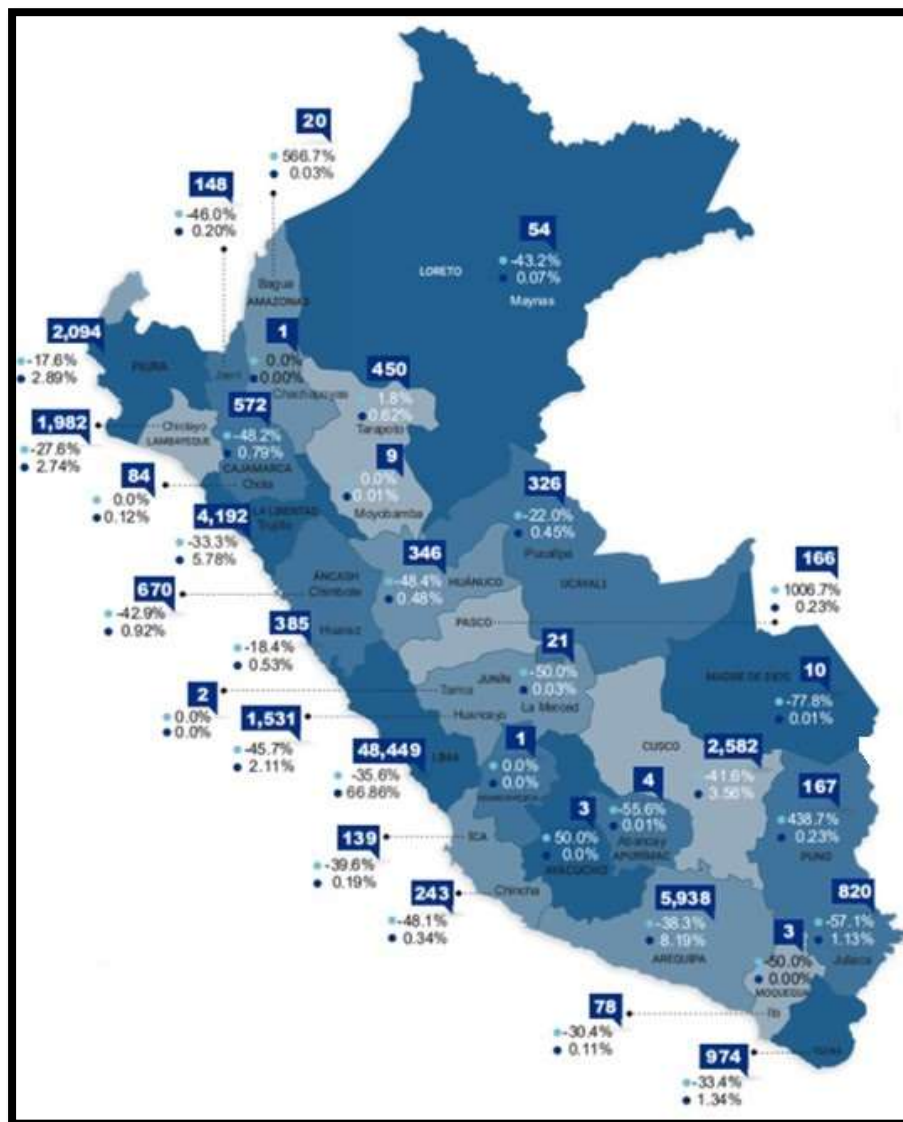 20
566.7%
0.03%
148
-46.0%
0.20%
54
-43.2%
0.07%
LORETO
Maynas
Bagua
AMAZONAS
2,094
-17.6%
2.89%
PIURA
Jaén
1
0.0%
0.00%
Chachapoyas
450
1.8%
0.62%
Tarapoto
1,982
-27.6%
2.74%
Chiclayo
LAMBAYEQUE
572
-48.2%
0.79%
CAJAMARCA
Chota
84
0.0%
0.12%
9
0.0%
0.01%
Moyobamba
326
-22.0%
0.45%
Pucallpa
UCAYALI
LA LIBERTAD
Trujillo
4,192
-33.3%
5.78%
346
-48.4%
0.48%
HUÁNUCO
166
1006.7%
0.23%
ÁNCASH
Chimbote
670
-42.9%
0.92%
PASCO
385
-18.4%
0.53%
Huaraz
21
-50.0%
0.03%
La Merced
JUNÍN
Tarma
Huancayo
MADRE DE DIOS
10
-77.8%
0.01%
2
0.0%
0.0%
1,531
-45.7%
2.11%
CUSCO
2,582
-41.6%
3.56%
48,449
-35.6%
66.86%
LIMA
1
0.0%
0.0%
4
-55.6%
0.01%
Abancay
APURÍMAC
167
438.7%
0.23%
PUNO
3
50.0%
0.0%
AYACUCHO
139
-39.6%
0.19%
ICA
243
-48.1%
0.34%
Chincha
5,938
-38.3%
8.19%
AREQUIPA
820
-57.1%
1.13%
Juliaca
3
-50.0%
0.00%
MOQUEGUA
Ilo
78
-30.4%
0.11%
974
-33.4%
1.34%
TACNA